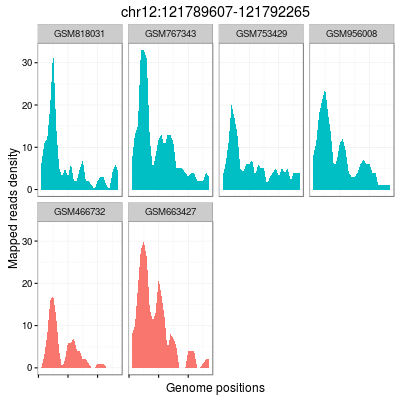 chr12:121789607-121792265
GSM818031 GSM767343 GSM753429 GSM956008
30
20
10
0
Mapped reads density
GSM466732 GSM663427
30
20
10
0
Genome positions